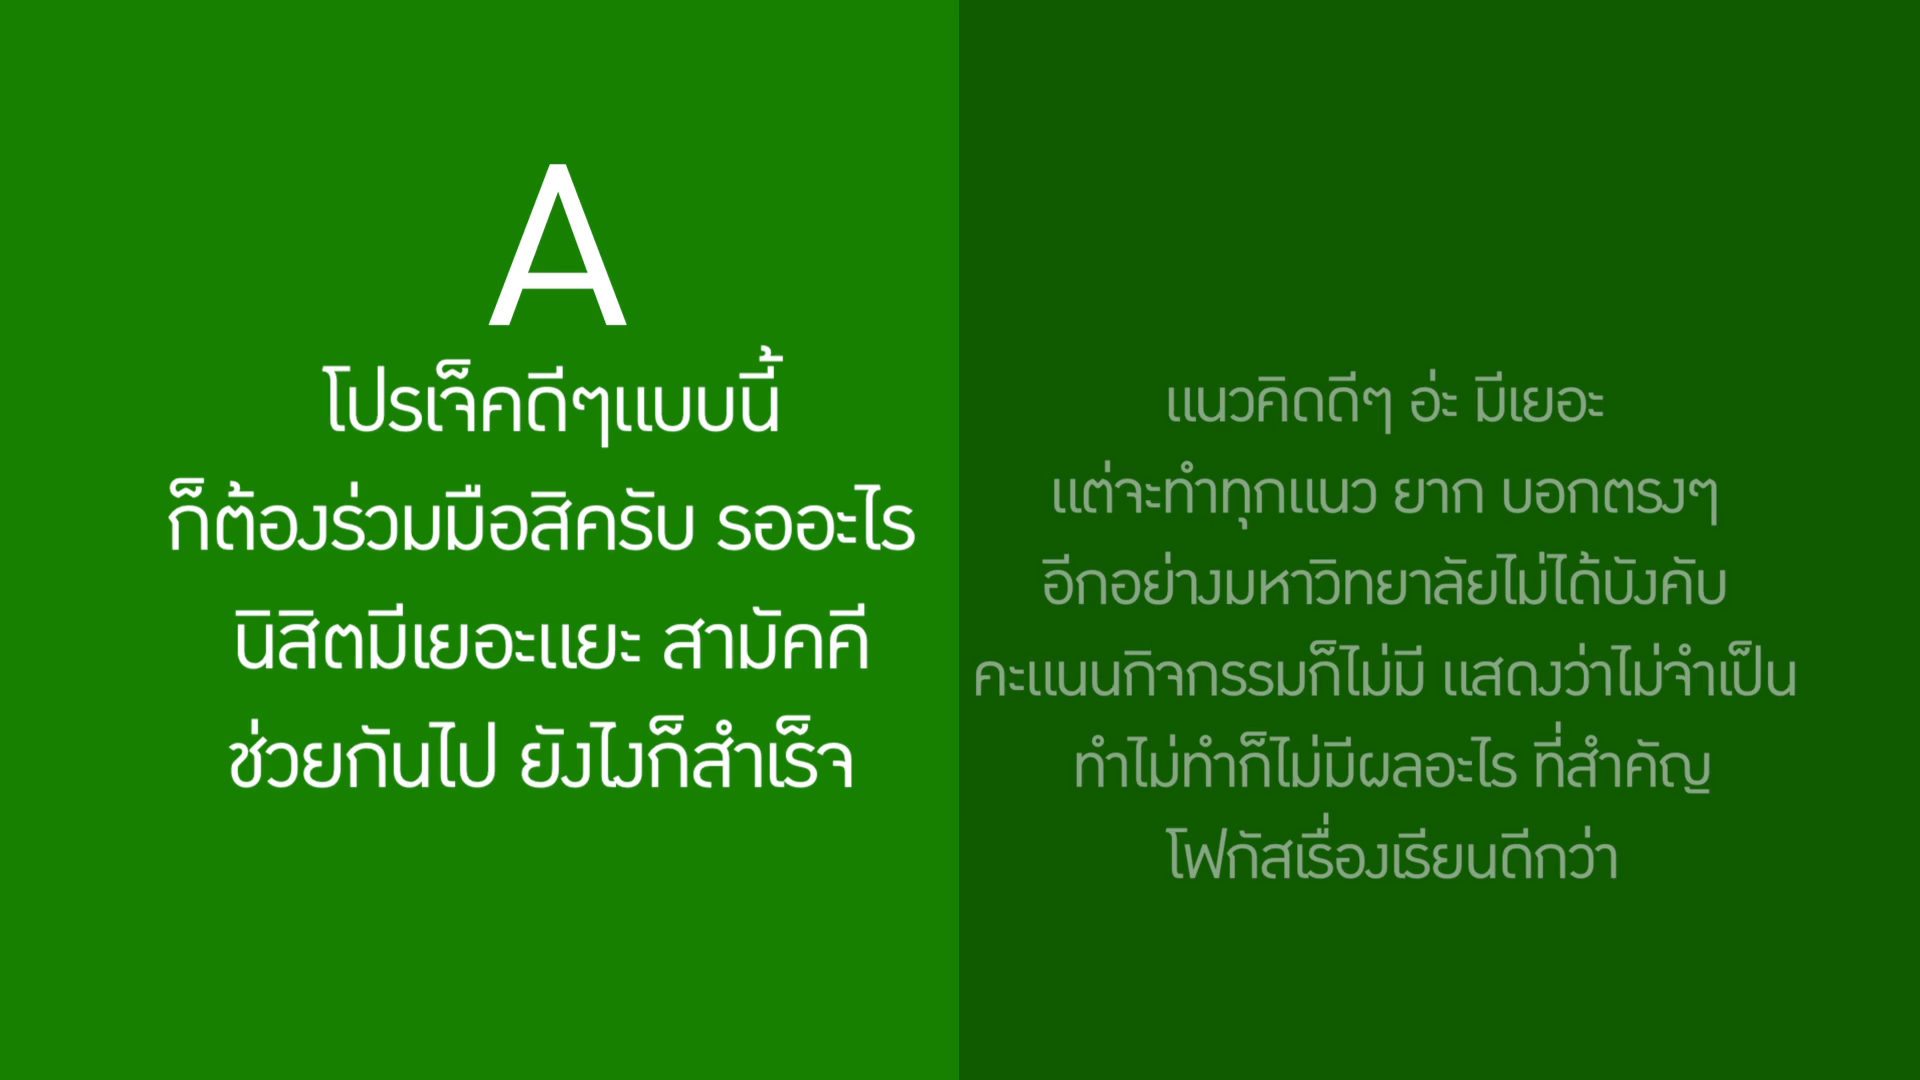 A
โปรเจ็คดีๆแบบนี้
ก็ต้องร่วมมือสิครับ รออะไร
นิสิตมีเยอะแยะ สามัคคี
ช่วยกันไป ยังไงก็สำเร็จ
แนวคิดดีๆ อ่ะ มีเยอะ
แต่จะทำทุกแนว ยาก บอกตรงๆ
อีกอย่างมหาวิทยาลัยไม่ได้บังคับ
คะแนนกิจกรรมก็ไม่มี แสดงว่าไม่จำเป็น
ทำไม่ทำก็ไม่มีผลอะไร ที่สำคัญ
โฟกัสเรื่องเรียนดีกว่า